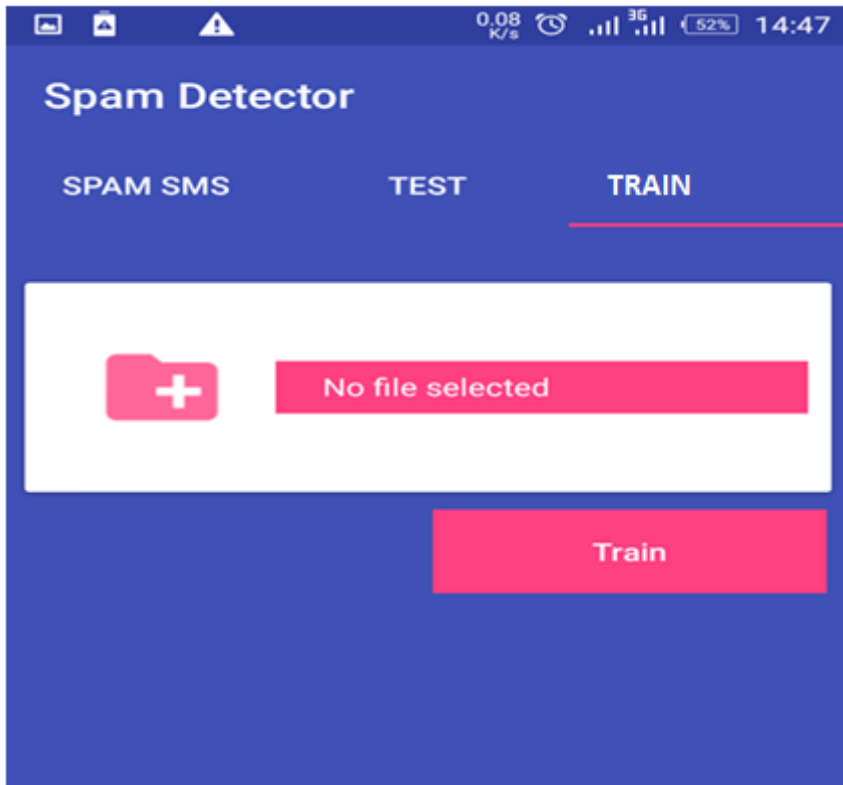 0.08 K/s 3G 52% 14:47
Spam Detector
SPAM SMS TEST TRAIN
No file selected
Train